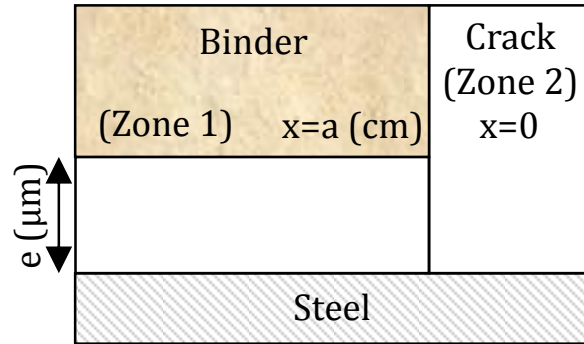 Binder
Crack
(Zone 2)
x=0
(Zone 1)
x=a (cm)
e (μm)
Steel